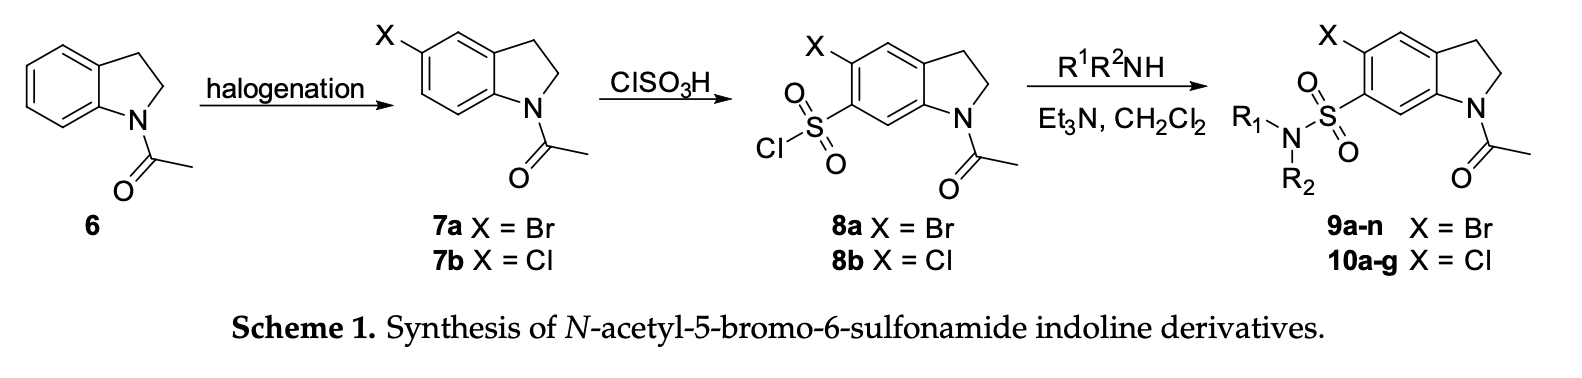 X
X
X
halogenation
ClSO3H
R1R2NH
Et3N, CH2Cl2
N
O
N
O
O
S
Cl
O
N
O
O
S
R1
N
O
R2
N
O
6
7a X = Br
7b X = Cl
8a X = Br
8b X = Cl
9a-n X = Br
10a-g X = Cl
Scheme 1. Synthesis of N-acetyl-5-bromo-6-sulfonamide indoline derivatives.